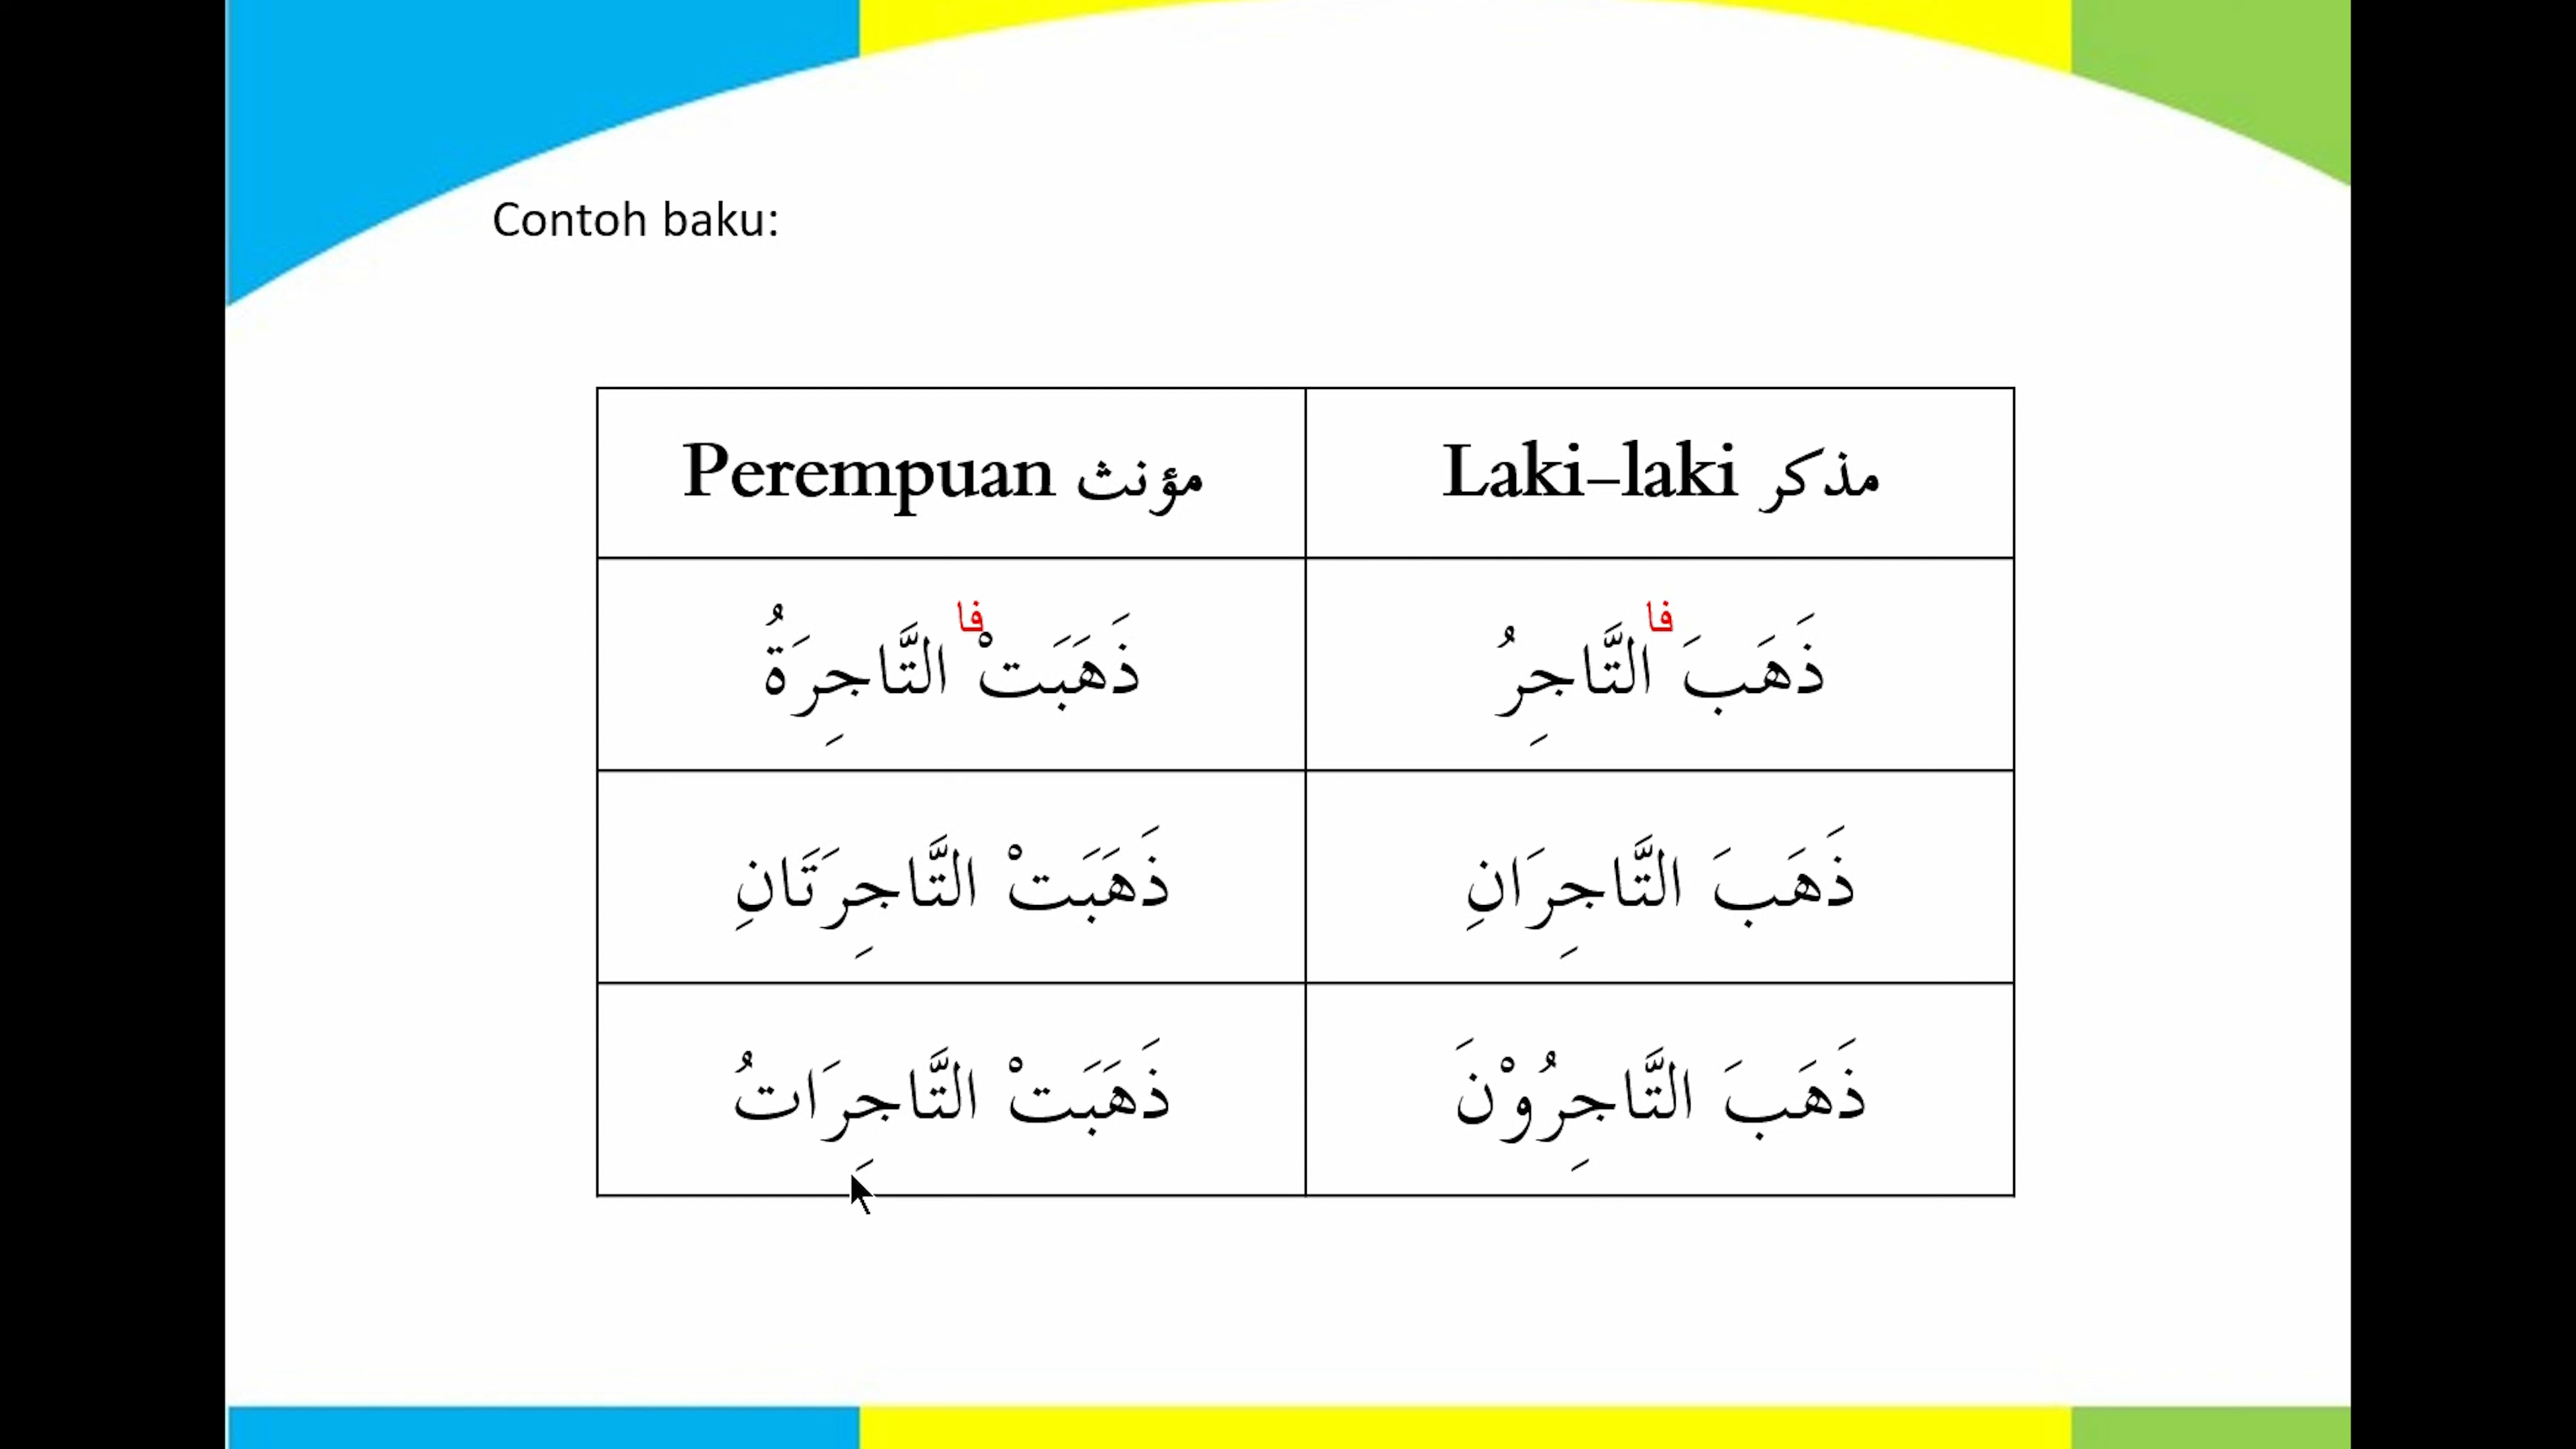 Contoh baku:
مذكر Laki-laki
مؤنث Perempuan
فا
ذَهَبَ التَّاجِرُ
فا
ذَهَبَتْ التَّاجِرَةُ
ذَهَبَ التَّاجِرَانِ
ذَهَبَتْ التَّاجِرَتَانِ
ذَهَبَ التَّاجِرُوْنَ
ذَهَبَتْ التَّاجِرَاتُ